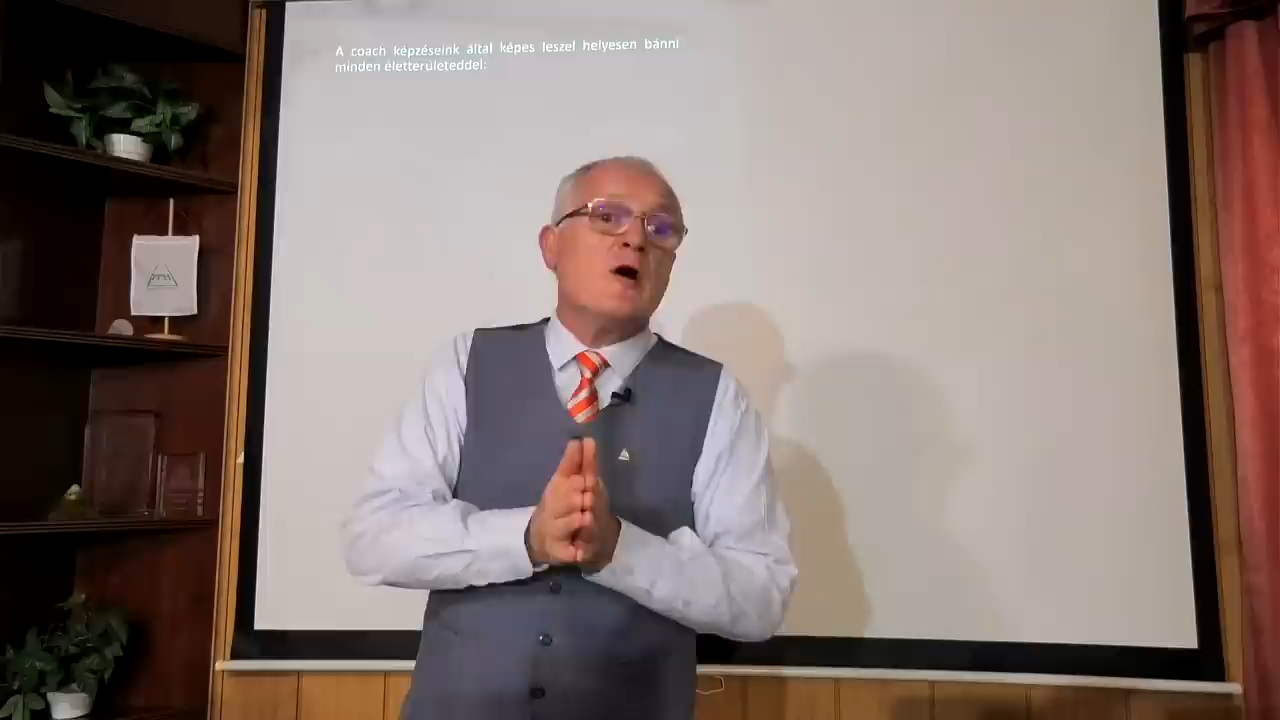 A coach képzéseink által képes leszel helyesen bánni
minden életterületeddel: